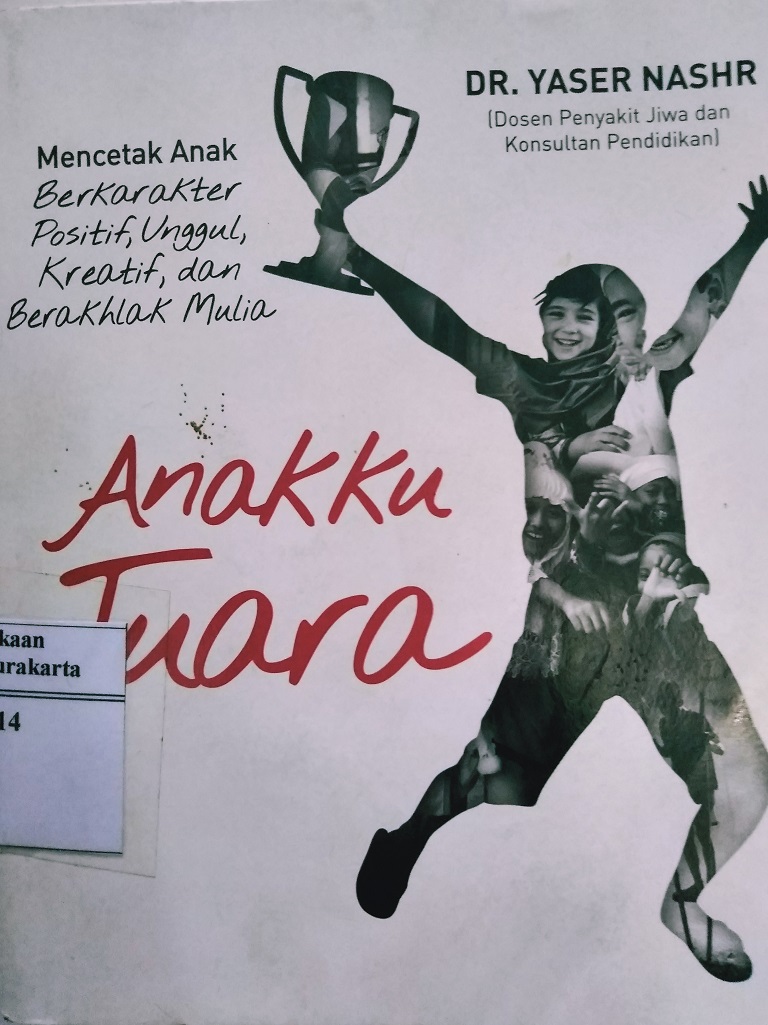 DR. YASER NASHR
(Dosen Penyakit Jiwa dan
Konsultan Pendidikan)
Mencetak Anak
Berkarakter
Positif, Unggul,
Kreatif, dan
Berakhlak Mulia
Anakku
Juara
kaan
urakarta
14